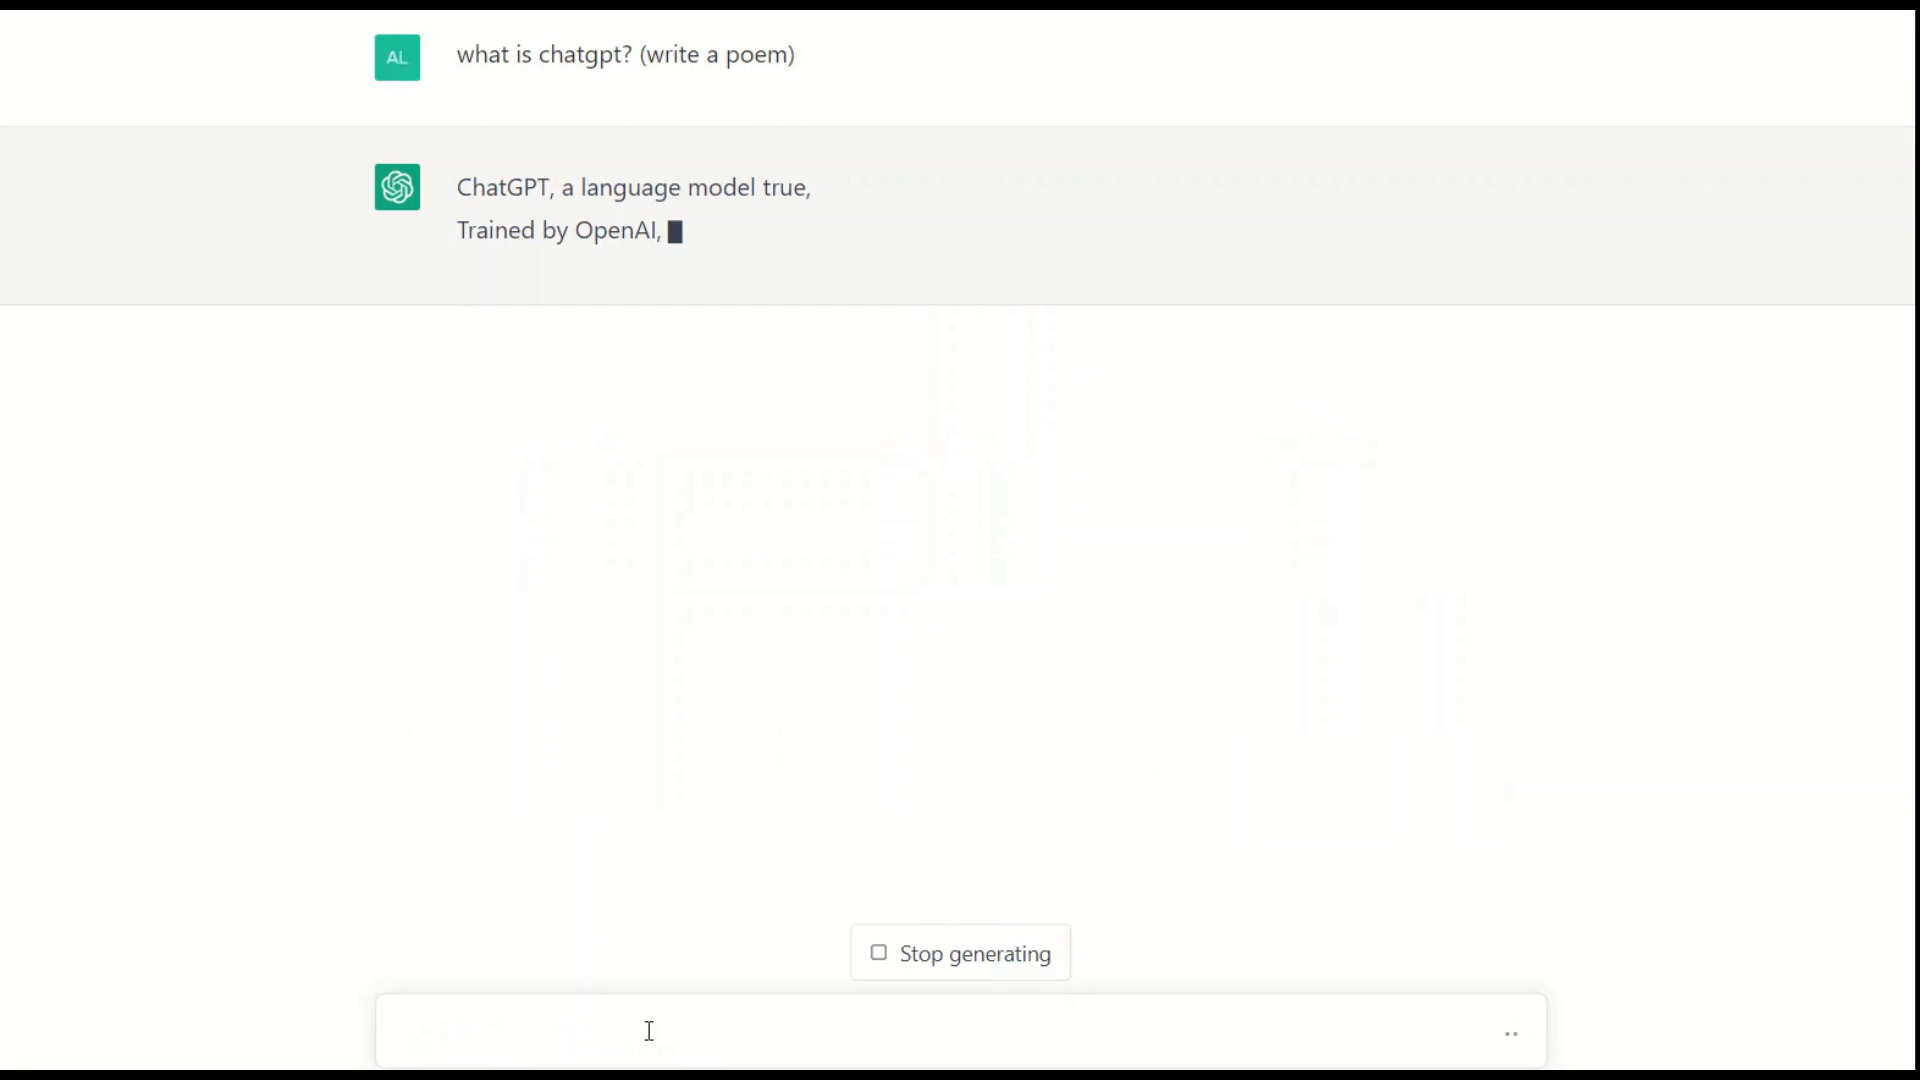 AL
what is chatgpt? (write a poem)
ChatGPT, a language model true,
Trained by OpenAI,
Stop generating